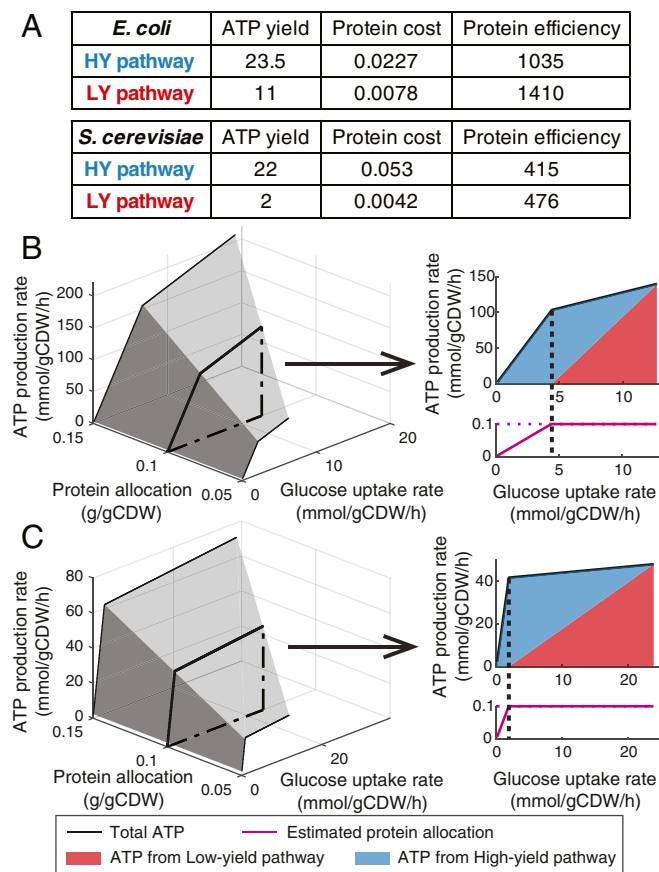 A
E. coli ATP yield Protein cost Protein efficiency
HY pathway 23.5 0.0227 1035
LY pathway 11 0.0078 1410
S. cerevisiae ATP yield Protein cost Protein efficiency
HY pathway 22 0.053 415
LY pathway 2 0.0042 476
B
ATP production rate
(mmol/gCDW/h)
200
150
100
50
0
0.15
0.1
0.05
Protein allocation
(g/gCDW)
0
10
20
Glucose uptake rate
(mmol/gCDW/h)
ATP production rate
(mmol/gCDW/h)
150
100
50
0
0 5 10
0.1
0
0 5 10
Glucose uptake rate
(mmol/gCDW/h)
C
ATP production rate
(mmol/gCDW/h)
80
60
40
20
0
0.15
0.1
0.05
Protein allocation
(g/gCDW)
0
20
Glucose uptake rate
(mmol/gCDW/h)
ATP production rate
(mmol/gCDW/h)
40
20
0
0 10 20
0.1
0
0 10 20
Glucose uptake rate
(mmol/gCDW/h)
Total ATP Estimated protein allocation
ATP from Low-yield pathway ATP from High-yield pathway